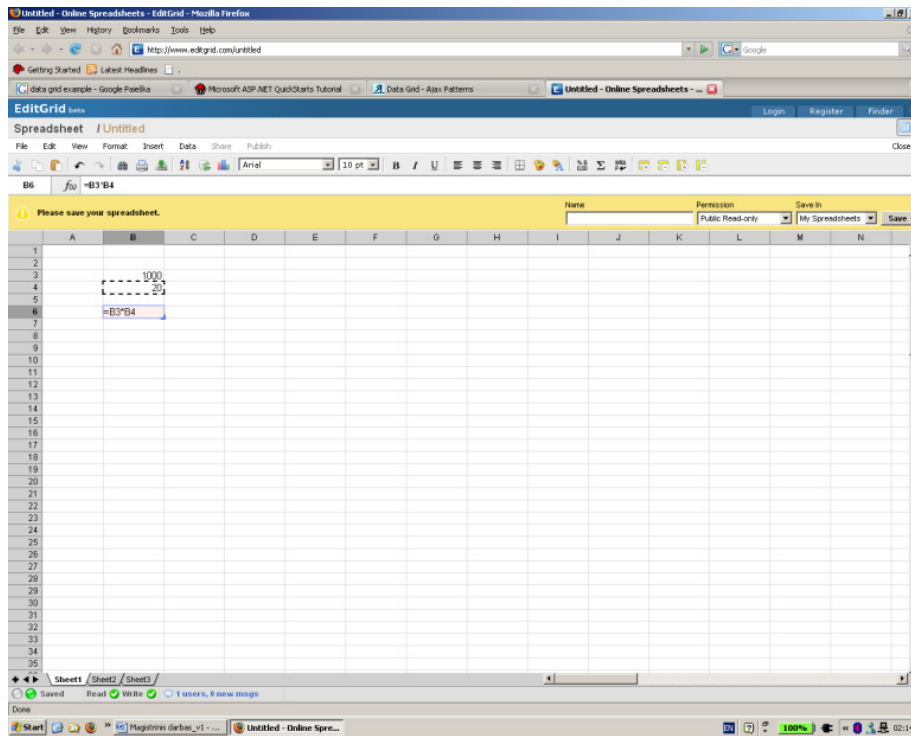 Untitled - Online Spreadsheets - EditGrid - Mozilla Firefox
File Edit View History Bookmarks Tools Help
http://www.editgrid.com/untitled
Google
Getting Started Latest Headlines
data grid example - Google Paieška Microsoft ASP.NET QuickStarts Tutorial Data Grid - Ajax Patterns Untitled - Online Spreadsheets - ...
EditGrid beta Login Register Finder
Spreadsheet / Untitled
File Edit View Format Insert Data Share Publish Close
Arial 10 pt B I U
B6 =B3*B4
Please save your spreadsheet.
Name Permission Save In
Public Read-only My Spreadsheets Save
A B C D E F G H I J K L M N
1
2
3 1000
4 20
5
6 =B3*B4
7
8
9
10
11
12
13
14
15
16
17
18
19
20
21
22
23
24
25
26
27
28
29
30
31
32
33
34
35
Sheet1 Sheet2 Sheet3
Saved Read Write 1 users, 0 new msgs
Done
Start Magistrinis darbas_v1 - ... Untitled - Online Spre... EN 100%